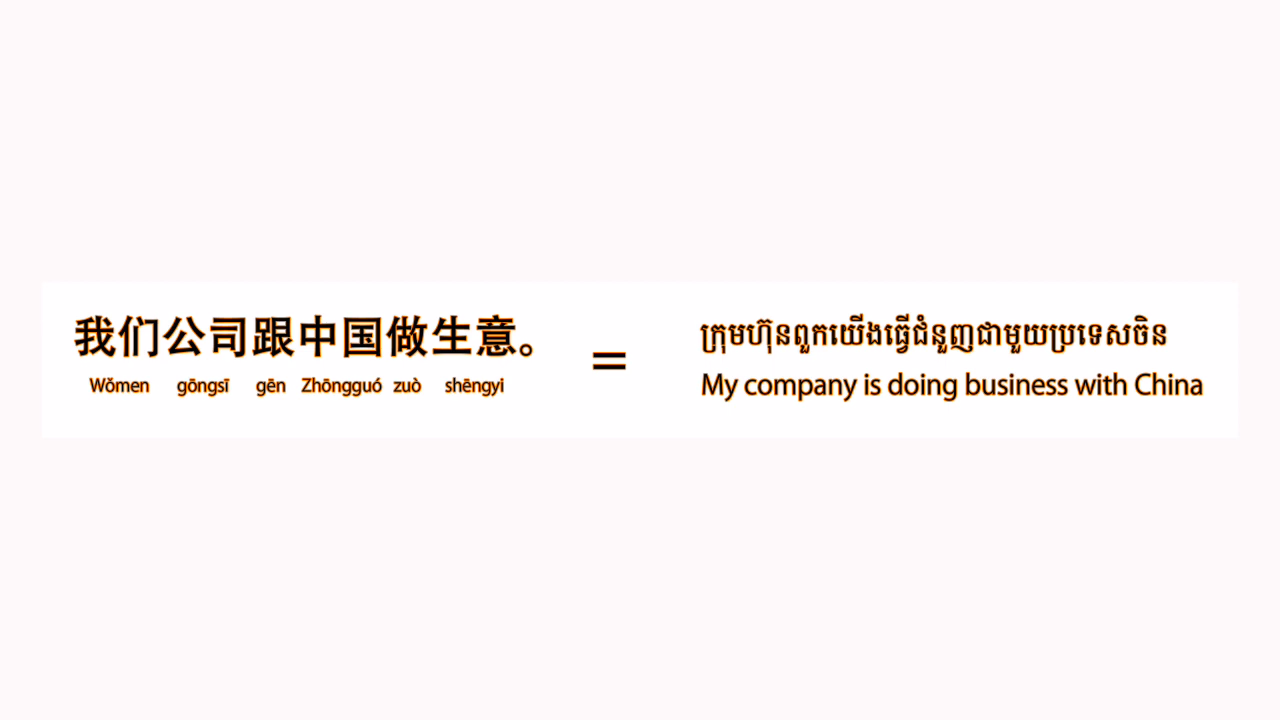 我们公司跟中国做生意。
Wǒmen gōngsī gēn Zhōngguó zuò shēngyi
=
ក្រុមហ៊ុនពួកយើងធ្វើជំនួញជាមួយប្រទេសចិន
My company is doing business with China